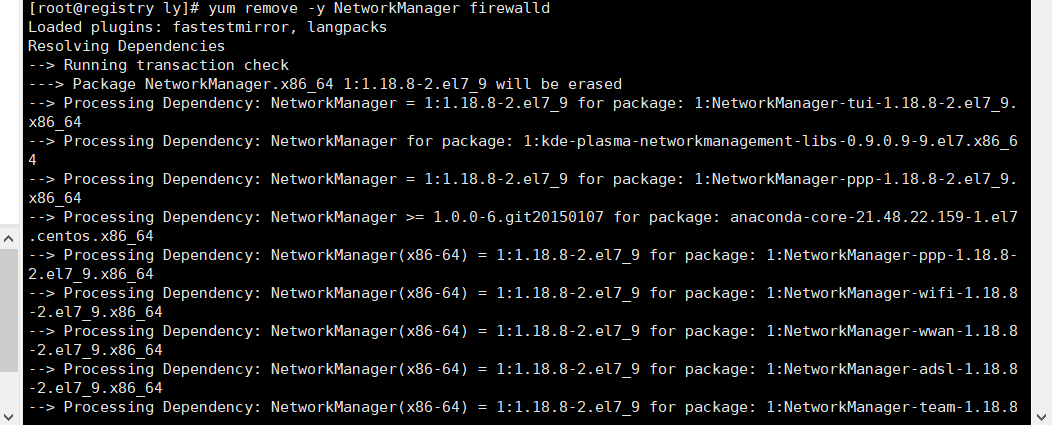 [root@registry ly]# yum remove -y NetworkManager firewalld
Loaded plugins: fastestmirror, langpacks
Resolving Dependencies
--> Running transaction check
---> Package NetworkManager.x86_64 1:1.18.8-2.el7_9 will be erased
--> Processing Dependency: NetworkManager = 1:1.18.8-2.el7_9 for package: 1:NetworkManager-tui-1.18.8-2.el7_9.
x86_64
--> Processing Dependency: NetworkManager for package: 1:kde-plasma-networkmanagement-libs-0.9.0.9-9.el7.x86_6
4
--> Processing Dependency: NetworkManager = 1:1.18.8-2.el7_9 for package: 1:NetworkManager-ppp-1.18.8-2.el7_9.
x86_64
--> Processing Dependency: NetworkManager >= 1.0.0-6.git20150107 for package: anaconda-core-21.48.22.159-1.el7
.centos.x86_64
--> Processing Dependency: NetworkManager(x86-64) = 1:1.18.8-2.el7_9 for package: 1:NetworkManager-ppp-1.18.8-
2.el7_9.x86_64
--> Processing Dependency: NetworkManager(x86-64) = 1:1.18.8-2.el7_9 for package: 1:NetworkManager-wifi-1.18.8
-2.el7_9.x86_64
--> Processing Dependency: NetworkManager(x86-64) = 1:1.18.8-2.el7_9 for package: 1:NetworkManager-wwan-1.18.8
-2.el7_9.x86_64
--> Processing Dependency: NetworkManager(x86-64) = 1:1.18.8-2.el7_9 for package: 1:NetworkManager-adsl-1.18.8
-2.el7_9.x86_64
--> Processing Dependency: NetworkManager(x86-64) = 1:1.18.8-2.el7_9 for package: 1:NetworkManager-team-1.18.8